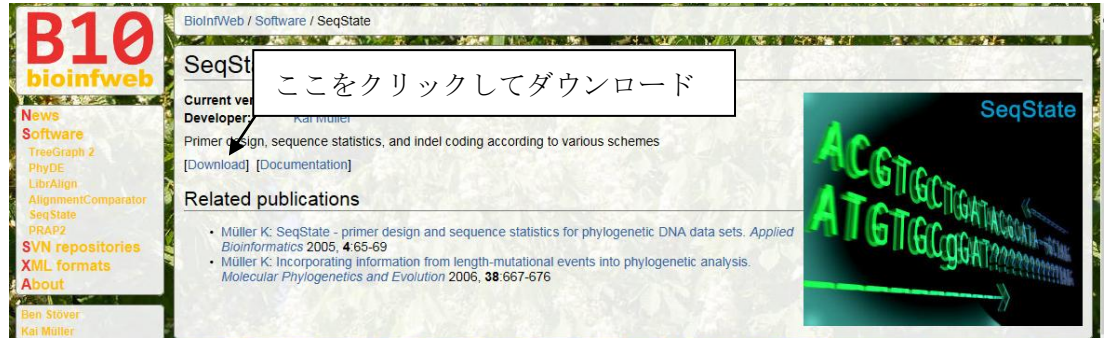 B10
bioinfweb
News
Software
TreeGraph 2
PhyDE
LibrAlign
AlignmentComparator
SeqState
PRAP2
SVN repositories
XML formats
About
Ben Stöver
Kai Müller
BioInfWeb / Software / SeqState
SeqSt
ここをクリックしてダウンロード
Current ver
Developer: Kai Müller
Primer design, sequence statistics, and indel coding according to various schemes
[Download] [Documentation]
Related publications
• Müller K: SeqState - primer design and sequence statistics for phylogenetic DNA data sets. Applied
Bioinformatics 2005, 4:65-69
• Müller K: Incorporating information from length-mutational events into phylogenetic analysis.
Molecular Phylogenetics and Evolution 2006, 38:667-676
SeqState